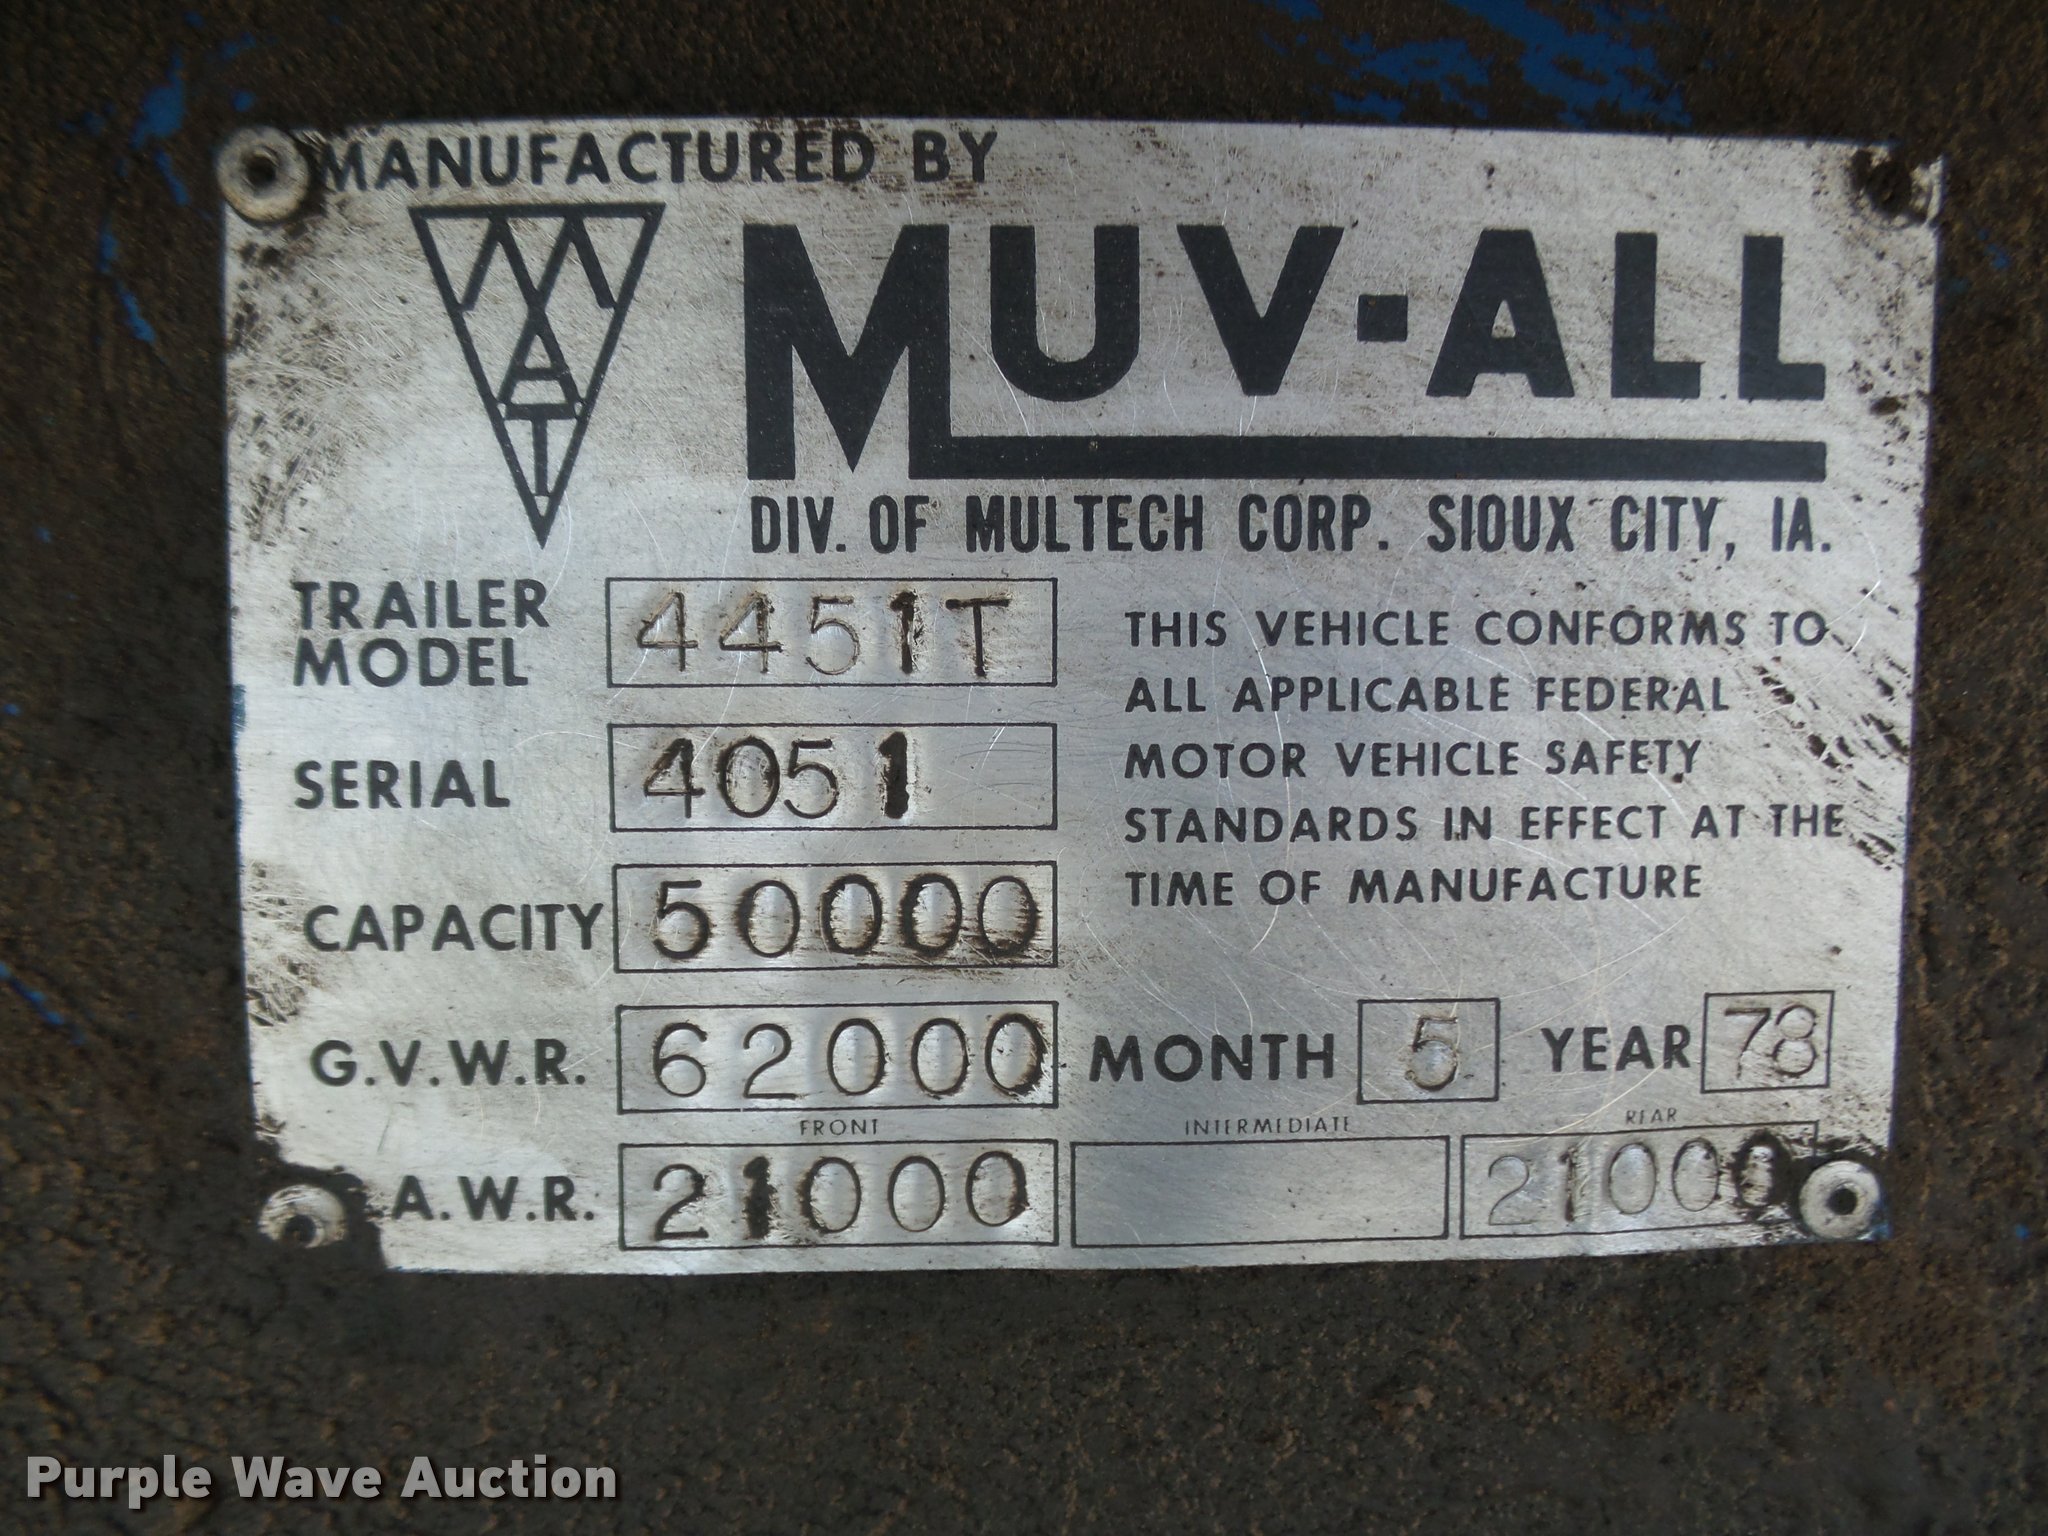 MANUFACTURED BY
MAT
MUV-ALL
DIV. OF MULTECH CORP. SIOUX CITY, IA.
TRAILER MODEL 4451T
SERIAL 4051
CAPACITY 50000
G.V.W.R. 62000
THIS VEHICLE CONFORMS TO
ALL APPLICABLE FEDERAL
MOTOR VEHICLE SAFETY
STANDARDS IN EFFECT AT THE
TIME OF MANUFACTURE
MONTH 5 YEAR 78
FRONT INTERMEDIATE REAR
A.W.R. 21000 21000
Purple Wave Auction